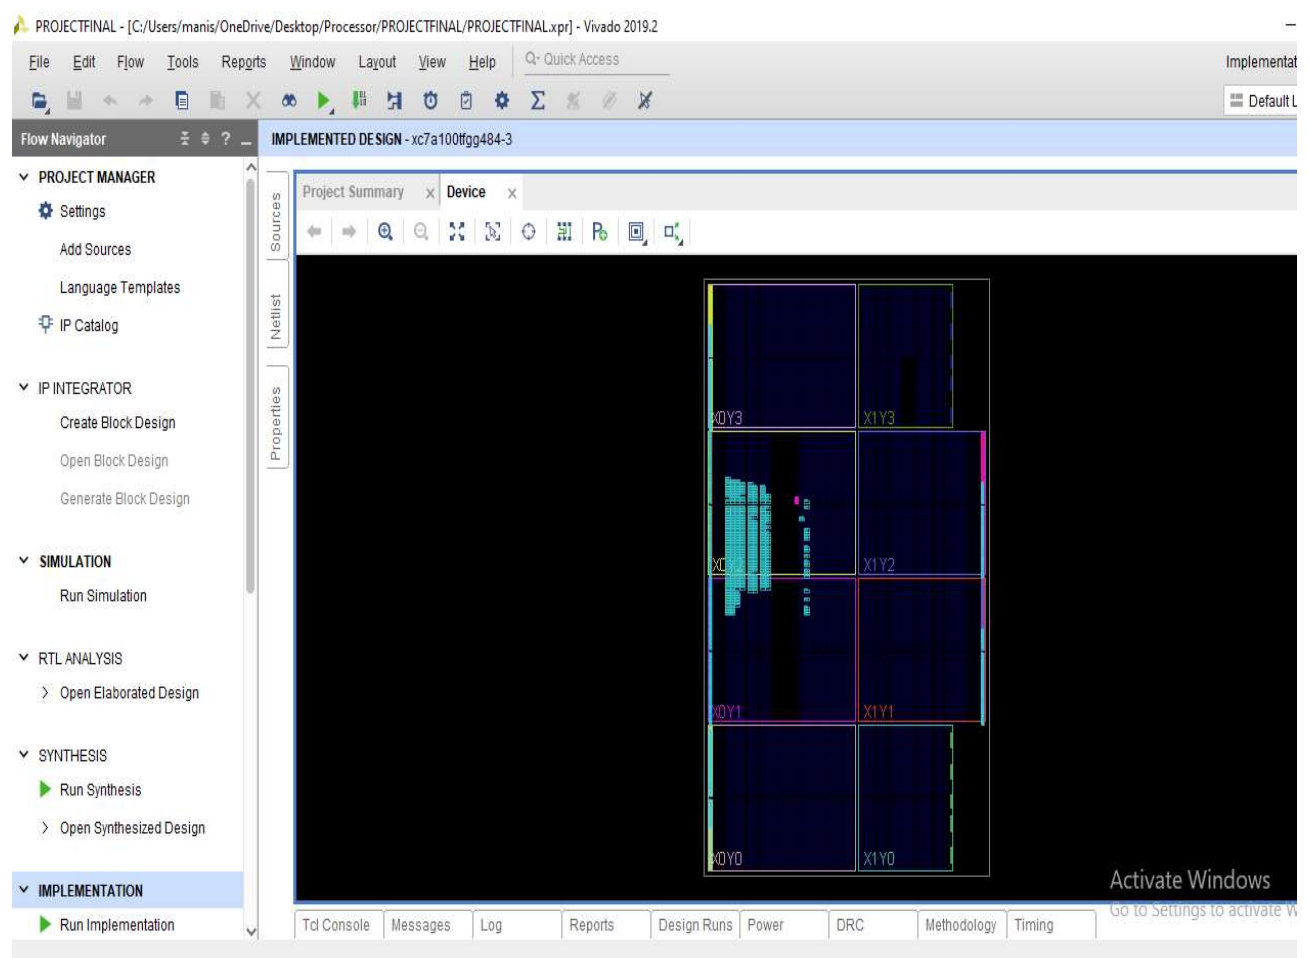 PROJECTFINAL - [C:/Users/manis/OneDrive/Desktop/Processor/PROJECTFINAL/PROJECTFINAL.xpr] - Vivado 2019.2
File Edit Flow Tools Reports Window Layout View Help Q- Quick Access Implementat
Default L
Flow Navigator ? IMPLEMENTED DESIGN - xc7a100tfgg484-3
PROJECT MANAGER
Settings
Add Sources
Language Templates
IP Catalog
IP INTEGRATOR
Create Block Design
Open Block Design
Generate Block Design
SIMULATION
Run Simulation
RTL ANALYSIS
Open Elaborated Design
SYNTHESIS
Run Synthesis
Open Synthesized Design
IMPLEMENTATION
Run Implementation
Sources
Netlist
Properties
Project Summary x Device x
X0Y3 X1Y3
X1Y2
X0Y1 X1Y1
X0Y0 X1Y0
Activate Windows
Go to Settings to activate W
Tcl Console Messages Log Reports Design Runs Power DRC Methodology Timing